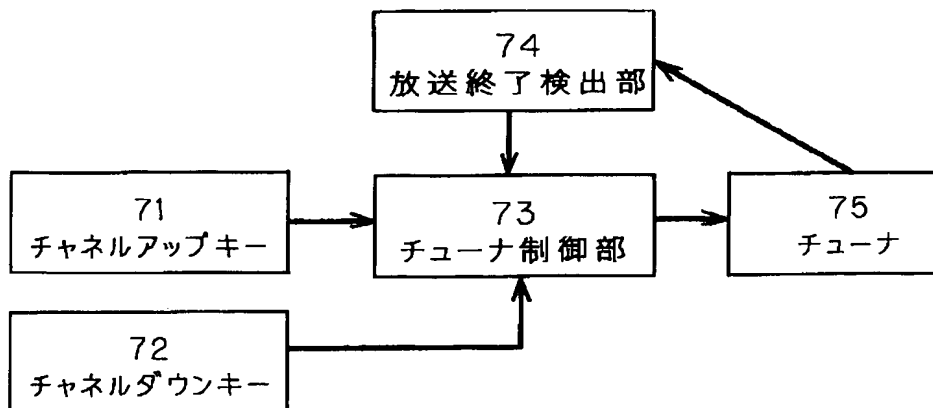 74
放送終了検出部
71
チャネルアップキー
73
チューナ制御部
75
チューナ
72
チャネルダウンキー